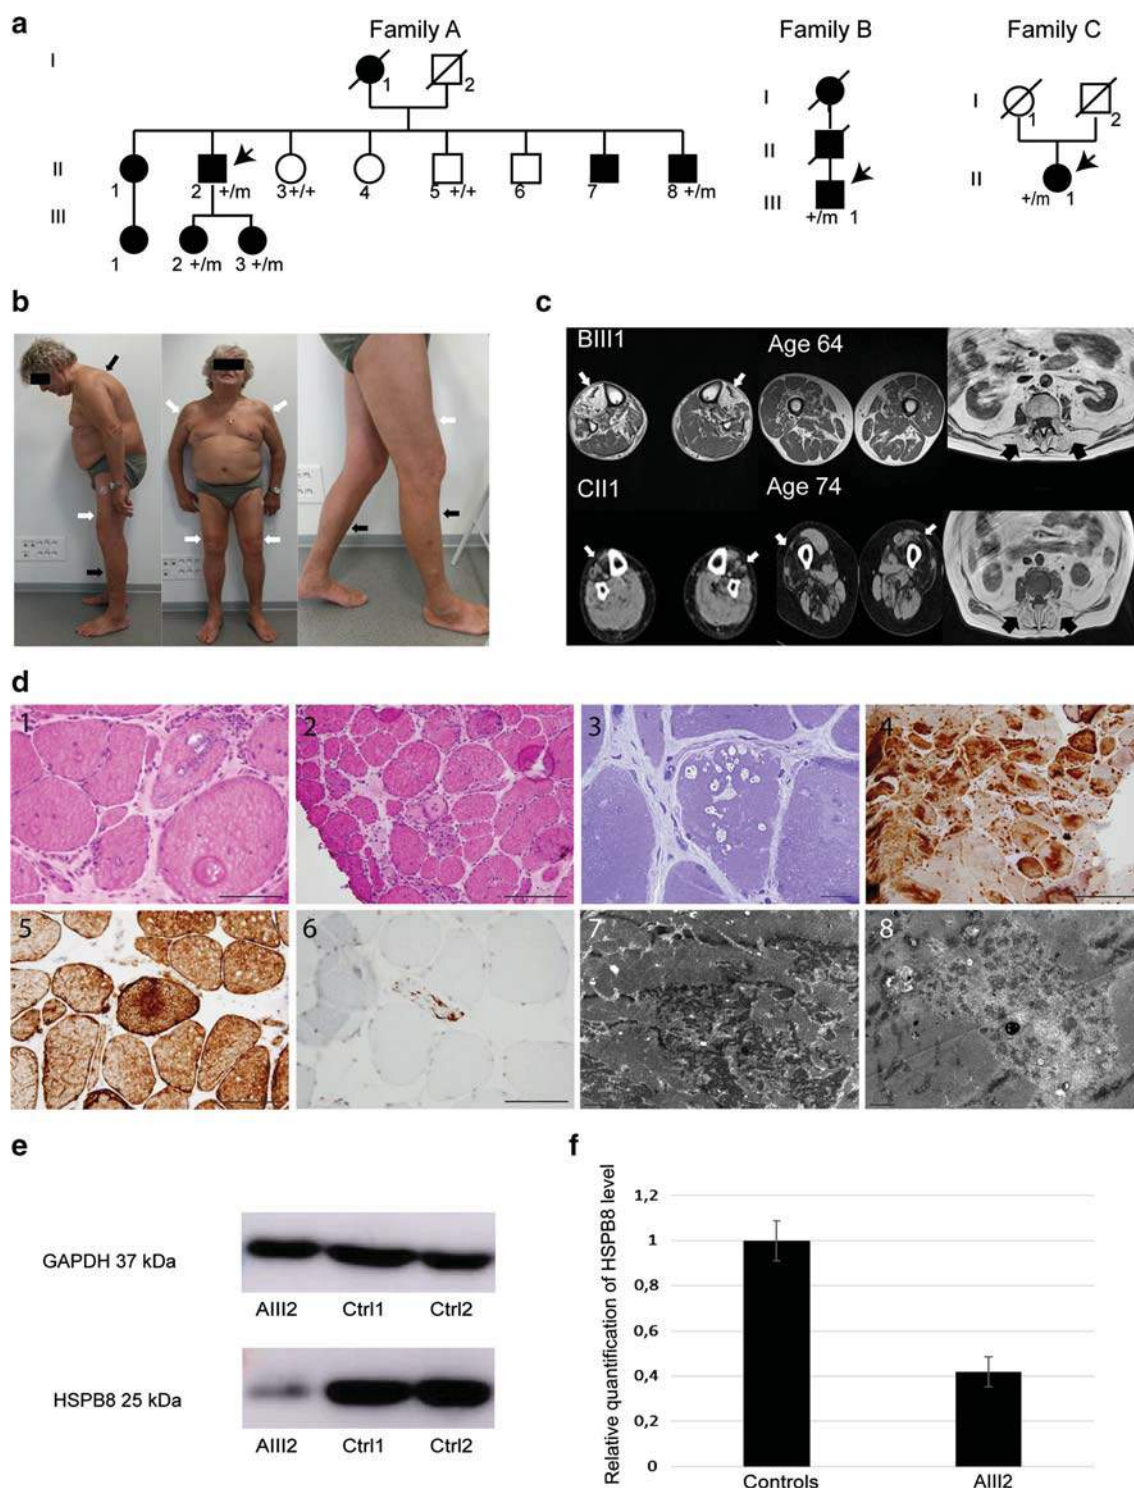 a
Family A
Family B
Family C
I
1
2
I
I
1
2
II
1
2 +/m
3 +/+
4
5 +/+
6
7
8 +/m
II
II
+/m 1
III
1
2 +/m
3 +/m
III
+/m 1
b
c
BIII1
Age 64
CII1
Age 74
d
1
2
3
4
5
6
7
8
e
GAPDH 37 kDa
AIII2 Ctrl1 Ctrl2
HSPB8 25 kDa
AIII2 Ctrl1 Ctrl2
f
Relative quantification of HSPB8 level
1,2
1
0,8
0,6
0,4
0,2
0
Controls AIII2